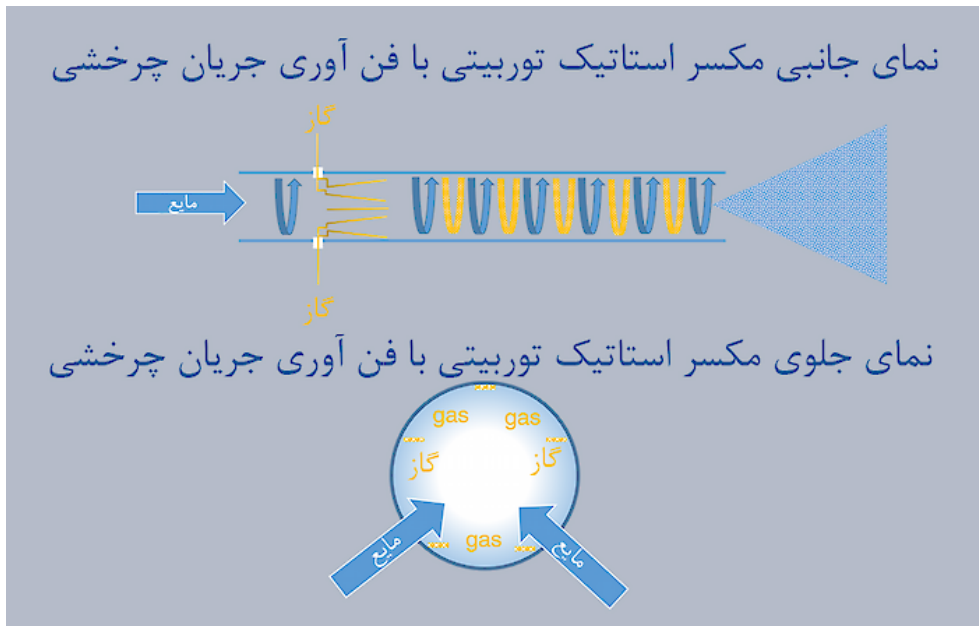 نمای جانبی مکسر استاتیک توربیتی با فن آوری جریان چرخشی
گاز
مایع
گاز
نمای جلوی مکسر استاتیک توربیتی با فن آوری جریان چرخشی
gas gas
گاز گاز
مایع gas مایع